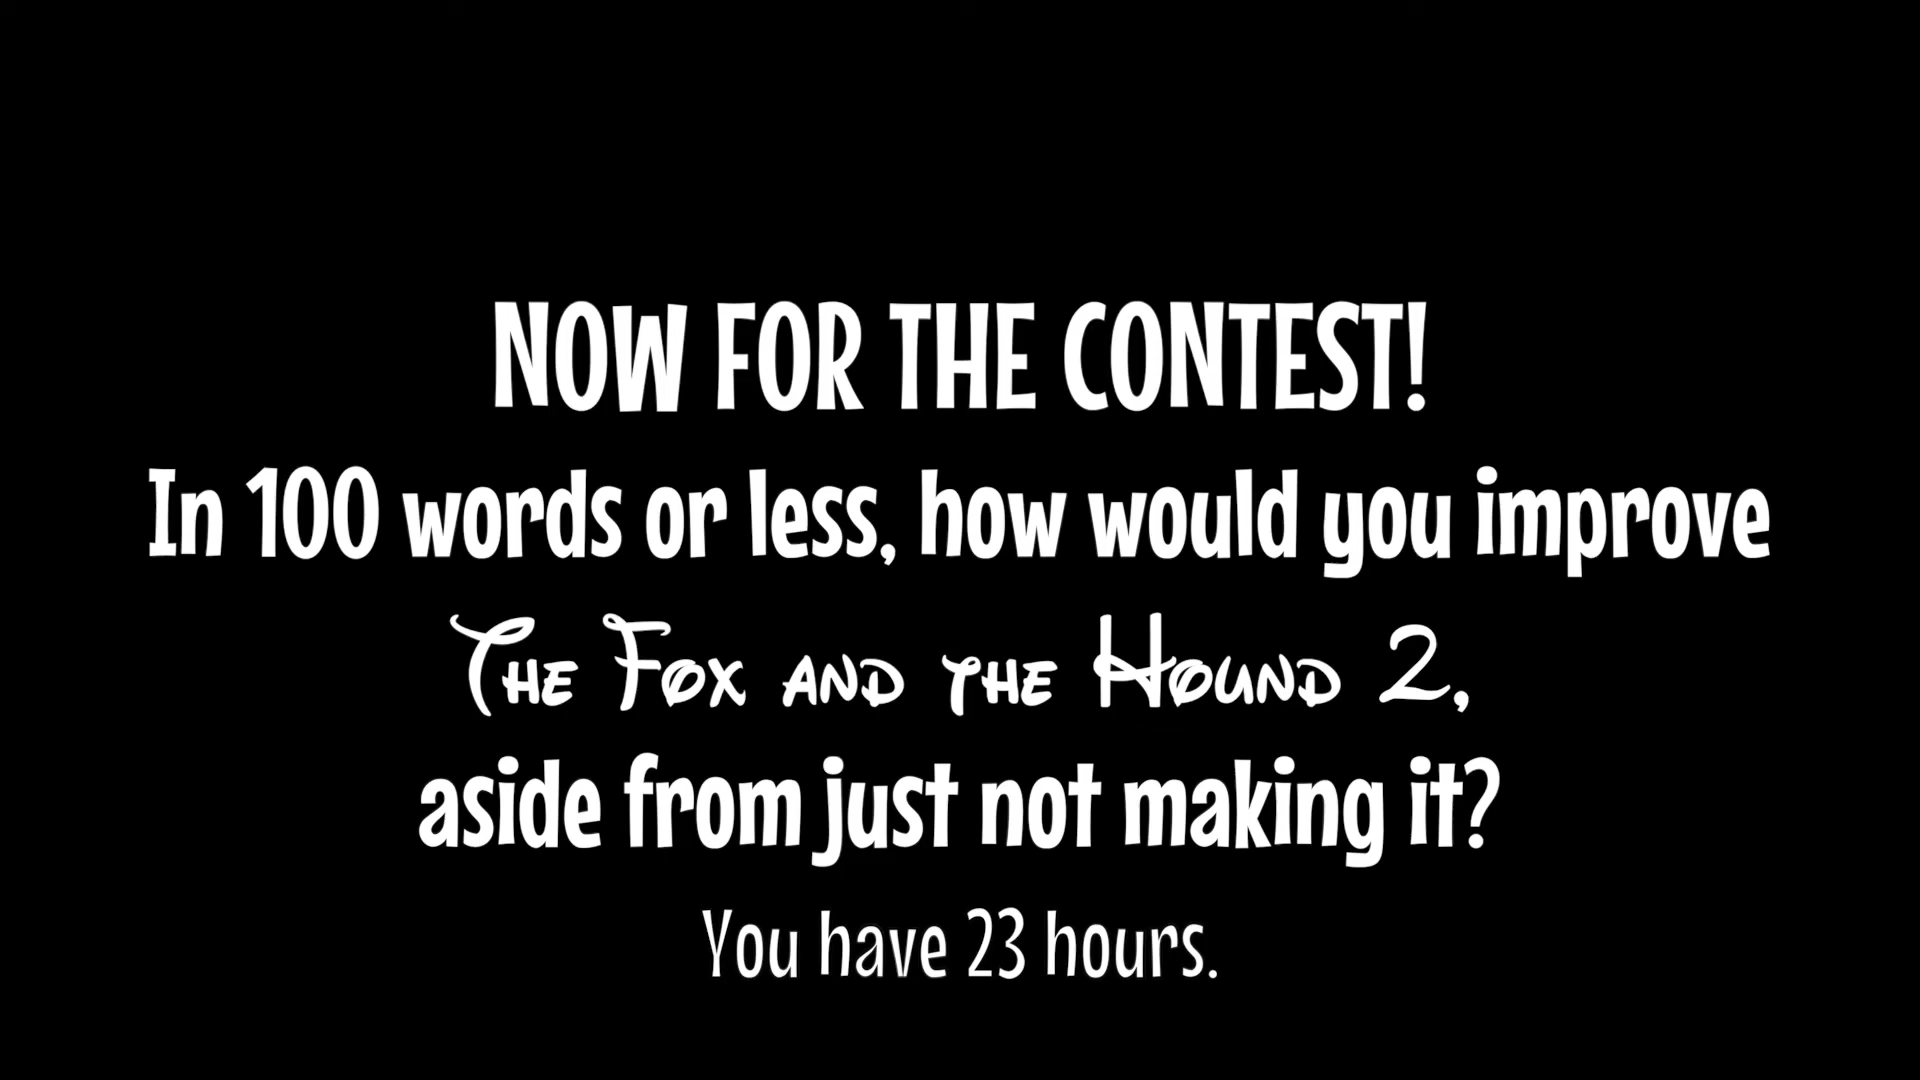 NOW FOR THE CONTEST!
In 100 words or less, how would you improve
THE FOX AND THE HOUND 2,
aside from just not making it?
You have 23 hours.